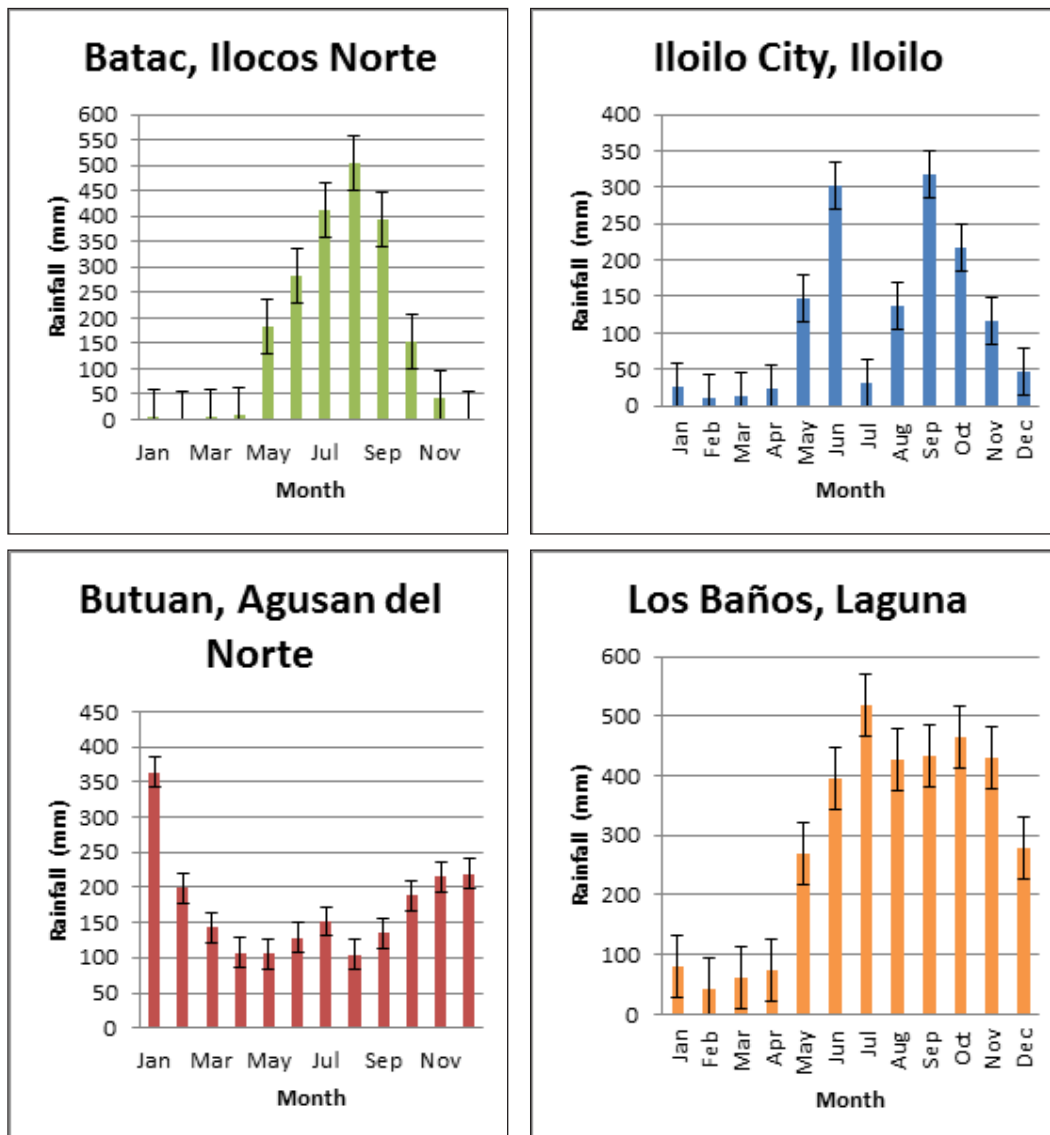 Batac, Ilocos Norte
Rainfall (mm)
600
550
500
450
400
350
300
250
200
150
100
50
0
Jan Mar May Jul Sep Nov
Month
Iloilo City, Iloilo
Rainfall (mm)
400
350
300
250
200
150
100
50
0
Jan Feb Mar Apr May Jun Jul Aug Sep Oct Nov Dec
Month
Butuan, Agusan del
Norte
Rainfall (mm)
450
400
350
300
250
200
150
100
50
0
Jan Mar May Jul Sep Nov
Month
Los Baños, Laguna
Rainfall (mm)
600
500
400
300
200
100
0
Jan Feb Mar Apr May Jun Jul Aug Sep Oct Nov Dec
Month